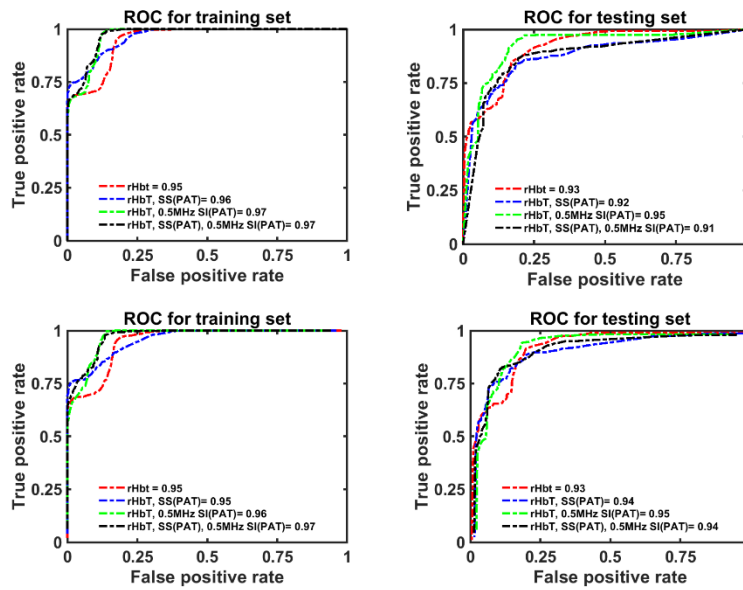 ROC for training set
1
0.75
0.5
0.25
0
True positive rate
rHbt = 0.95
rHbT, SS(PAT) = 0.96
rHbT, 0.5MHz SI(PAT) = 0.97
rHbT, SS(PAT), 0.5MHz SI(PAT) = 0.97
0 0.25 0.5 0.75 1
False positive rate
ROC for testing set
1
0.75
0.5
0.25
0
True positive rate
rHbt = 0.93
rHbT, SS(PAT) = 0.92
rHbT, 0.5MHz SI(PAT) = 0.95
rHbT, SS(PAT), 0.5MHz SI(PAT) = 0.91
0 0.25 0.5 0.75
False positive rate
ROC for training set
1
0.75
0.5
0.25
0
True positive rate
rHbt = 0.95
rHbT, SS(PAT)= 0.95
rHbT, 0.5MHz SI(PAT)= 0.96
rHbT, SS(PAT), 0.5MHz SI(PAT)= 0.97
0 0.25 0.5 0.75 1
False positive rate
ROC for testing set
1
0.75
0.5
0.25
0
True positive rate
rHbt = 0.93
rHbT, SS(PAT)= 0.94
rHbT, 0.5MHz SI(PAT)= 0.95
rHbT, SS(PAT), 0.5MHz SI(PAT)= 0.94
0 0.25 0.5 0.75
False positive rate